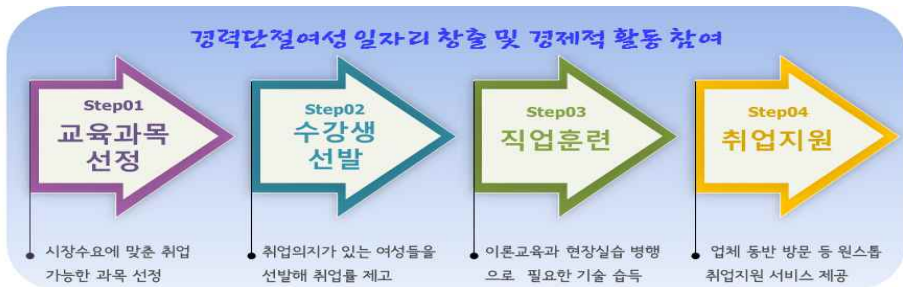 경력단절여성 일자리 창출 및 경제적 활동 참여
Step01
교육과목
선정
Step02
수강생
선발
Step03
직업훈련
Step04
취업지원
시장수요에 맞춘 취업
가능한 과목 선정
취업의지가 있는 여성들을
선발해 취업률 제고
이론교육과 현장실습 병행
으로 필요한 기술 습득
업체 동반 방문 등 원스톱
취업지원 서비스 제공